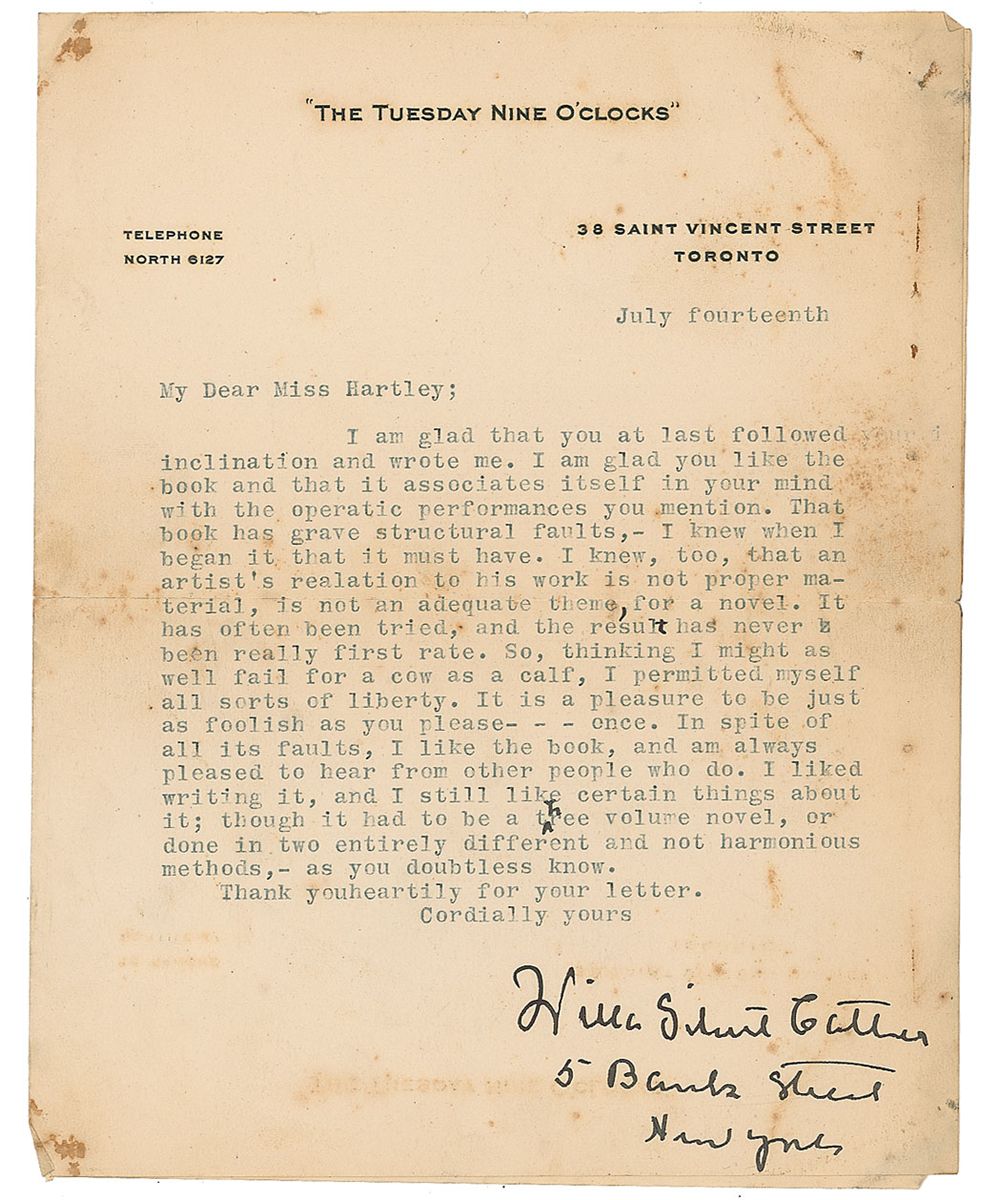 "THE TUESDAY NINE O'CLOCKS"
TELEPHONE
NORTH 6127
38 SAINT VINCENT STREET
TORONTO
July fourteenth
My Dear Miss Hartley;
I am glad that you at last followed your i
inclination and wrote me. I am glad you like the
book and that it associates itself in your mind
with the operatic performances you mention. That
book has grave structural faults,- I knew when I
began it that it must have. I knew, too, that an
artist's realation to his work is not proper ma-
terial, is not an adequate theme, for a novel. It
has often been tried, and the result has never b
been really first rate. So, thinking I might as
well fail for a cow as a calf, I permitted myself
all sorts of liberty. It is a pleasure to be just
as foolish as you please- - - once. In spite of
all its faults, I like the book, and am always
pleased to hear from other people who do. I liked
writing it, and I still like certain things about
it; though it had to be a three volume novel, or
done in two entirely different and not harmonious
methods,- as you doubtless know.
Thank youheartily for your letter.
Cordially yours
Willa Sibert Cather
5 Bank Street
New York